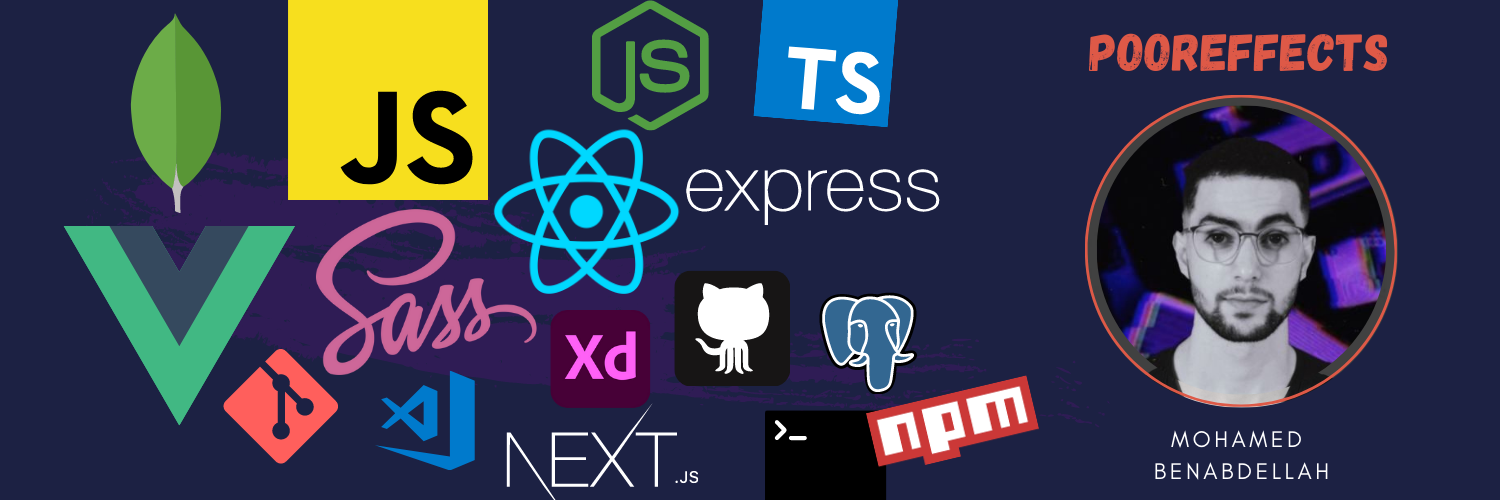 JS
JS
TS
POOREFFECTS
express
Sass
Xd
npm
NEXT.JS
>_
MOHAMED
BENABDELLAH